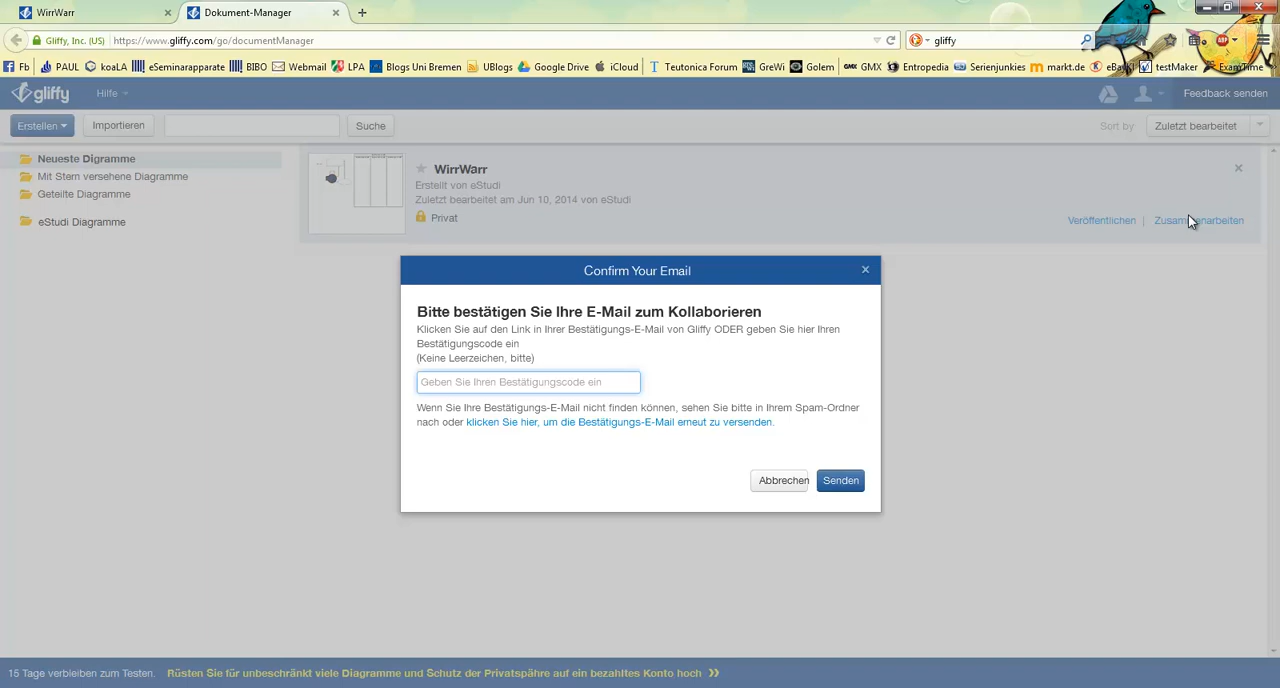 WirrWarr
Dokument-Manager
Gliffy, Inc. (US) https://www.gliffy.com/go/documentManager
gliffy
Fb PAUL koaLA eSeminarapparate BIBO Webmail LPA Blogs Uni UBlogs Google Drive iCloud Teutonica Forum GreWi Golem GMX Entropedia Serienjunkies markt.de testMaker ExamTime
gliffy Hilfe Feedback senden
Erstellen Importieren Suche Sort by Zuletzt bearbeitet
Neueste Digramme
Mit Stem versehene Diagramme
Geteilte Diagramme
eStudi Diagramme
WirrWarr
Erstellt von eStudi
Zuletzt bearbeitet am Jun 10, 2014 von eStudi
Privat
Veröffentlichen | Zusammenarbeiten
Confirm Your Email
Bitte bestätigen Sie Ihre E-Mail zum Kollaborieren
Klicken Sie auf den Link in Ihrer Bestätigungs-E-Mail von Gliffy ODER geben Sie hier Ihren
Bestätigungscode ein
(Keine Leerzeichen, bitte)
Geben Sie Ihren Bestätigungscode ein
Wenn Sie Ihre Bestätigungs-E-Mail nicht finden können, sehen Sie bitte in Ihrem Spam-Ordner
nach oder klicken Sie hier, um die Bestätigungs-E-Mail erneut zu versenden.
Abbrechen Senden
15 Tage verbleiben zum Testen. Rüsten Sie für unbeschränkt viele Diagramme und Schutz der Privatspähre auf ein bezahltes Konto hoch